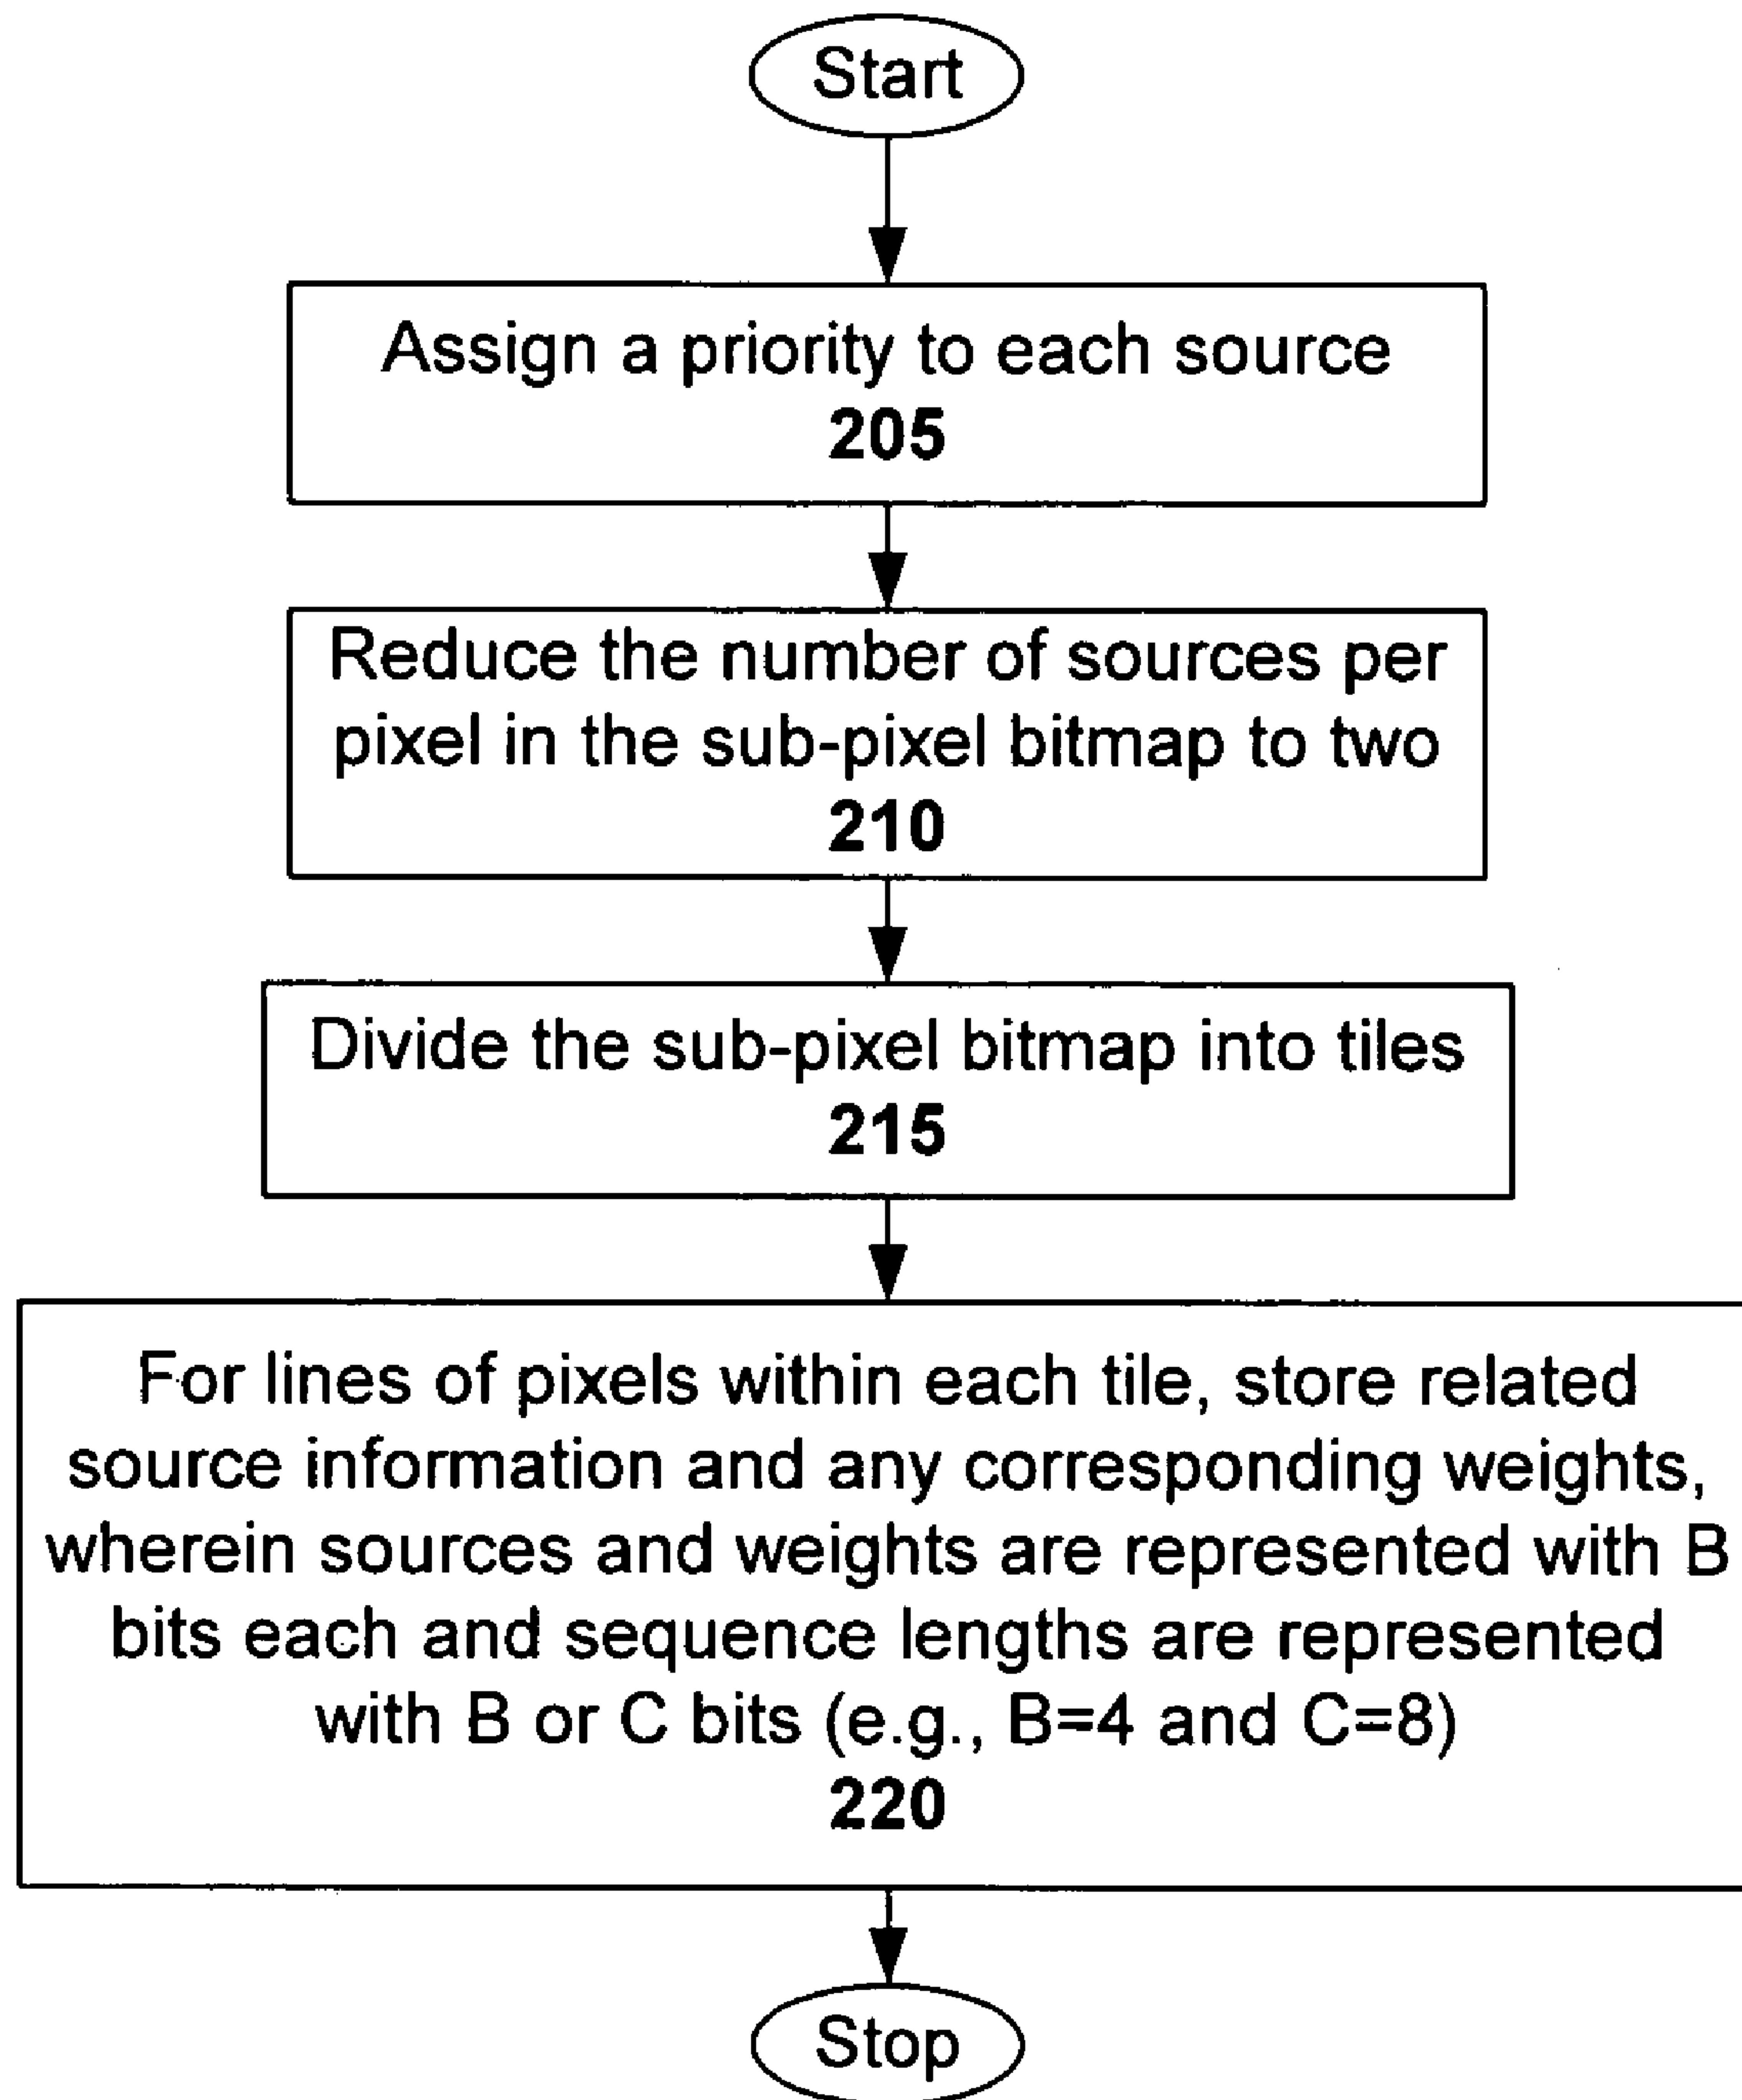 Start
Assign a priority to each source
205
Reduce the number of sources per
pixel in the sub-pixel bitmap to two
210
Divide the sub-pixel bitmap into tiles
215
For lines of pixels within each tile, store related
source information and any corresponding weights,
wherein sources and weights are represented with B
bits each and sequence lengths are represented
with B or C bits (e.g., B=4 and C=8)
220
Stop